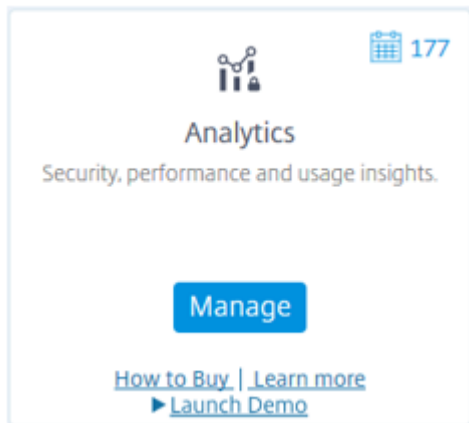 177
Analytics
Security, performance and usage insights.
Manage
How to Buy | Learn more
▶ Launch Demo